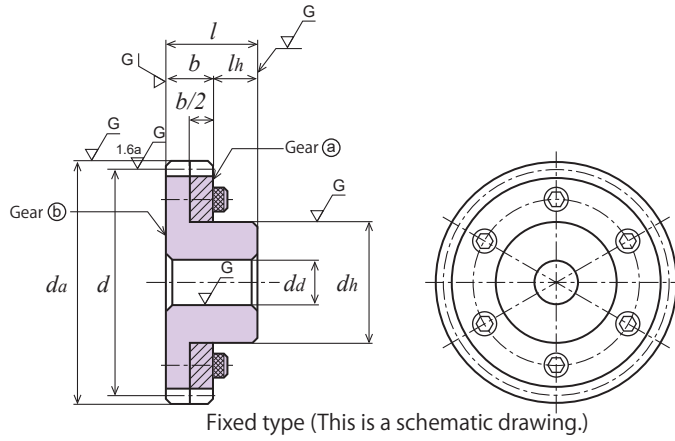 l
G
G
b
lh
b/2
G
G
1.6a
Gear ⓐ
G
Gear ⓑ
G
da
d
dd
dh
Fixed type (This is a schematic drawing.)